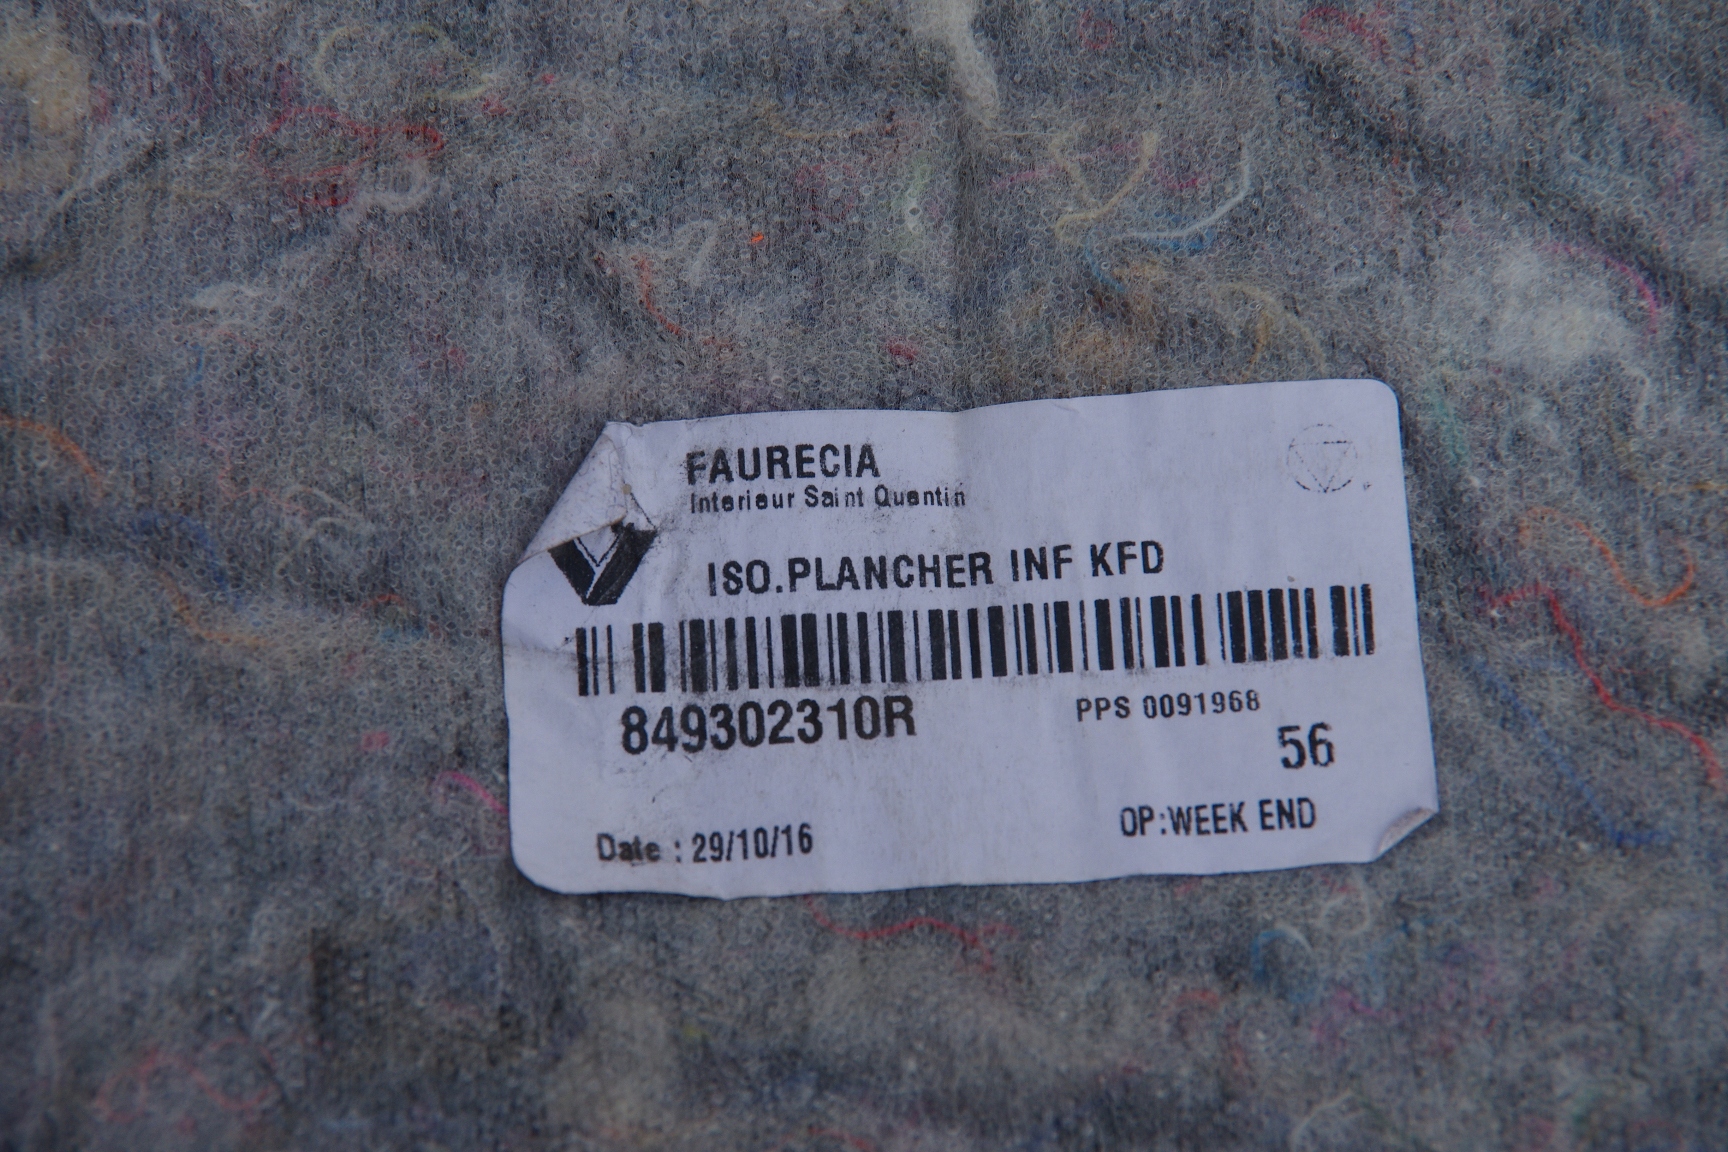 FAURECIA
Interieur Saint Quentin
ISO.PLANCHER INF KFD
849302310R
PPS 0091968
56
Date : 29/10/16
OP:WEEK END